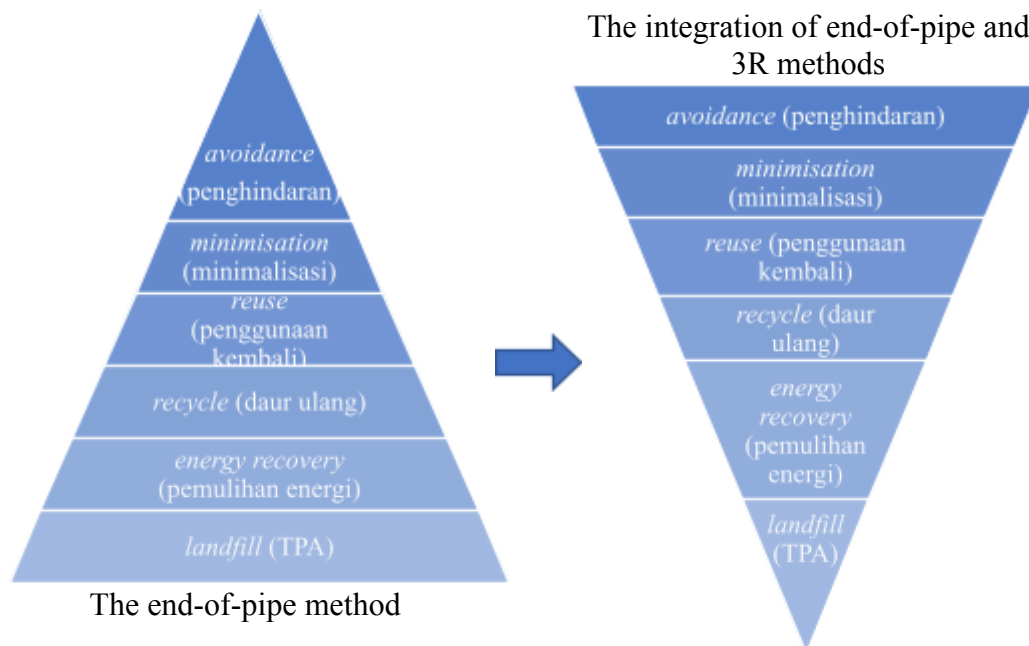 avoidance
(penghindaran)
minimisation
(minimalisasi)
reuse
(penggunaan
kembali)
recycle (daur ulang)
energy recovery
(pemulihan energi)
landfill (TPA)
The end-of-pipe method
The integration of end-of-pipe and
3R methods
avoidance (penghindaran)
minimisation
(minimalisasi)
reuse (penggunaan
kembali)
recycle (daur
ulang)
energy
recovery
(pemulihan
energi)
landfill
(TPA)